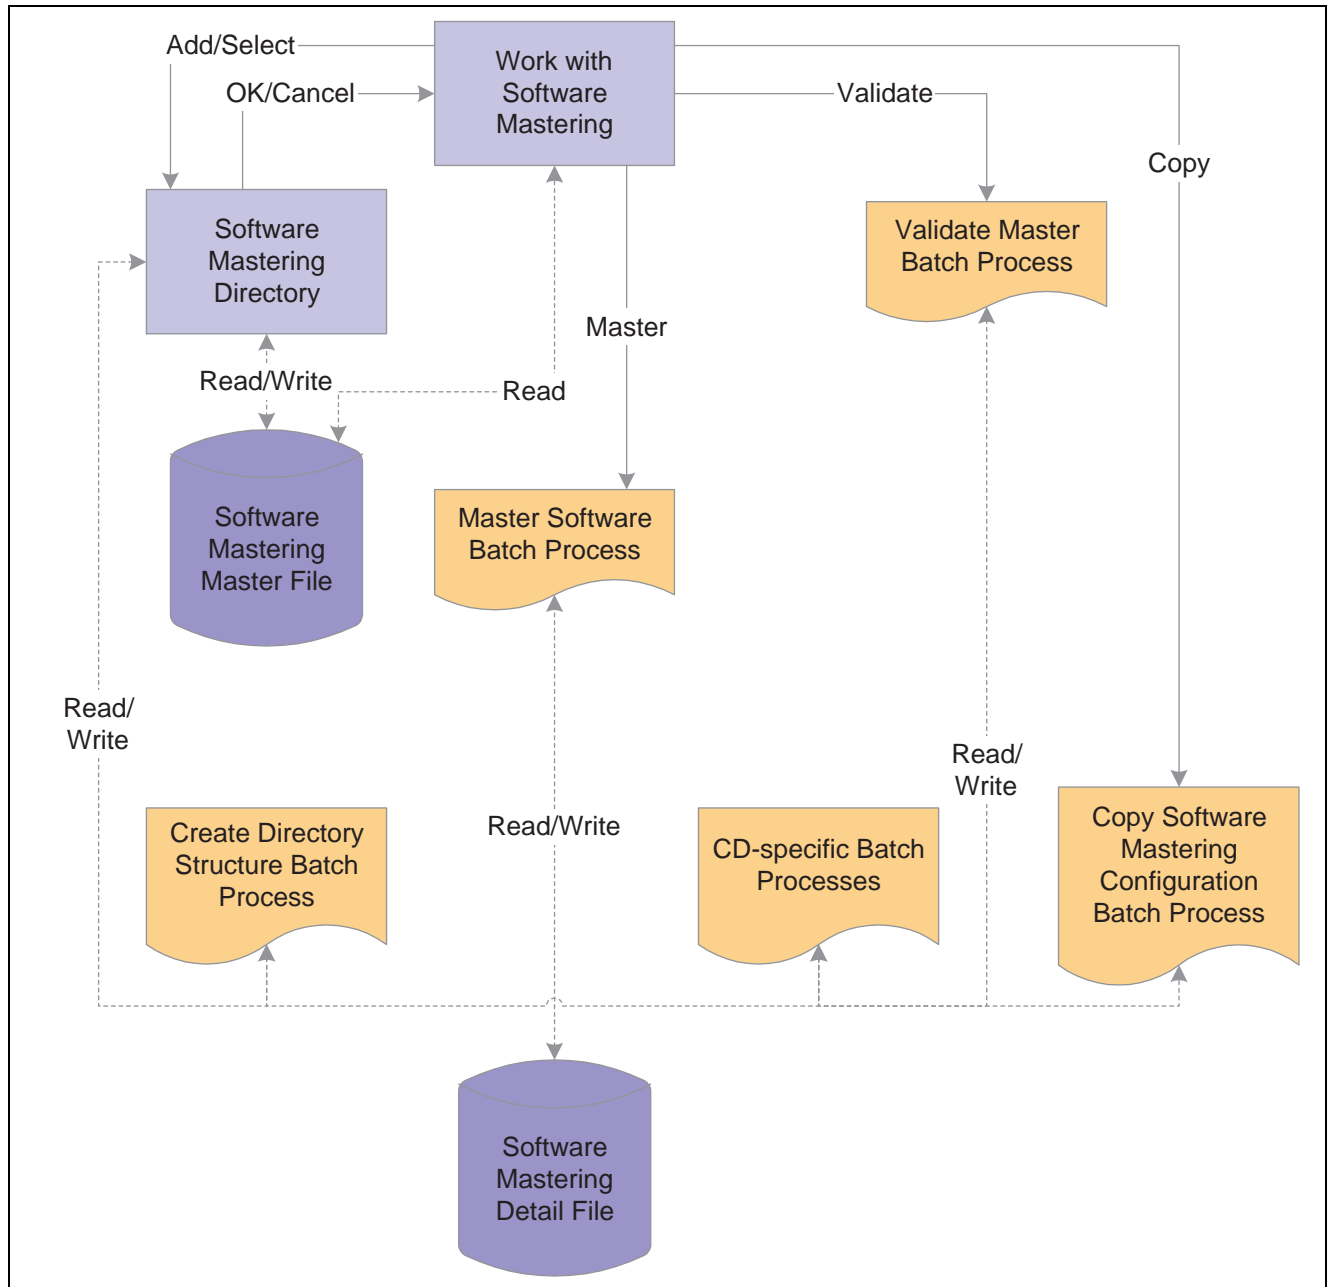 Add/Select
OK/Cancel
Work with
Software
Mastering
Validate
Copy
Software
Mastering
Directory
Validate Master
Batch Process
Master
Read/Write
Read
Software
Mastering
Master File
Master Software
Batch Process
Read/
Write
Read/
Write
Create Directory
Structure Batch
Process
Read/Write
CD-specific Batch
Processes
Copy Software
Mastering
Configuration
Batch Process
Software
Mastering
Detail File